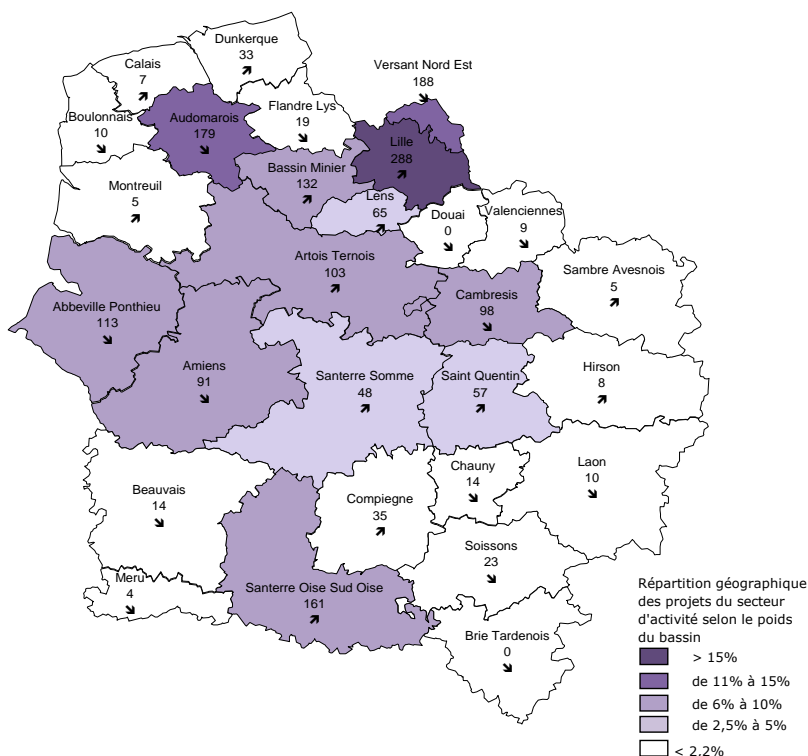 Dunkerque
33
Calais
7
Versant Nord Est
188
Boulonnais
10
Audomarois
179
Flandre Lys
19
Lille
288
Bassin Minier
132
Montreuil
5
Lens
65
Douai
0
Valenciennes
9
Artois Ternois
103
Sambre Avesnois
5
Abbeville Ponthieu
113
Cambresis
98
Amiens
91
Santerre Somme
48
Saint Quentin
57
Hirson
8
Beauvais
14
Compiegne
35
Chauny
14
Laon
10
Soissons
23
Meru
4
Santerre Oise Sud Oise
161
Brie Tardenois
0
Répartition géographique
des projets du secteur
d'activité selon le poids
du bassin
> 15%
de 11% à 15%
de 6% à 10%
de 2,5% à 5%
< 2,2%